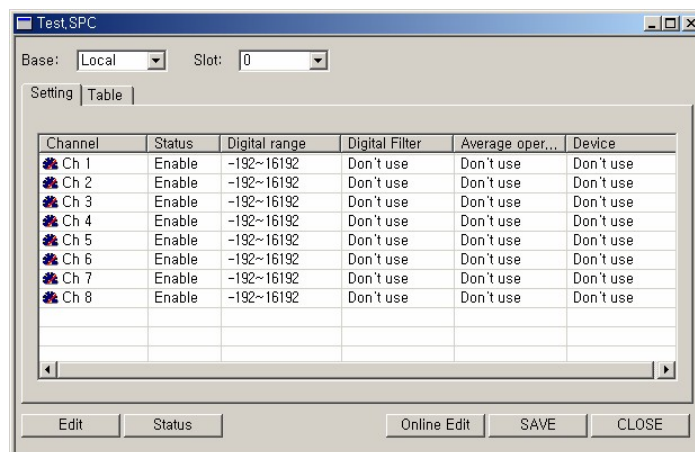 Test,SPC
Base: Local Slot: 0
Setting Table
Channel Status Digital range Digital Filter Average oper... Device
Ch 1 Enable -192~16192 Don't use Don't use Don't use
Ch 2 Enable -192~16192 Don't use Don't use Don't use
Ch 3 Enable -192~16192 Don't use Don't use Don't use
Ch 4 Enable -192~16192 Don't use Don't use Don't use
Ch 5 Enable -192~16192 Don't use Don't use Don't use
Ch 6 Enable -192~16192 Don't use Don't use Don't use
Ch 7 Enable -192~16192 Don't use Don't use Don't use
Ch 8 Enable -192~16192 Don't use Don't use Don't use
Edit Status Online Edit SAVE CLOSE